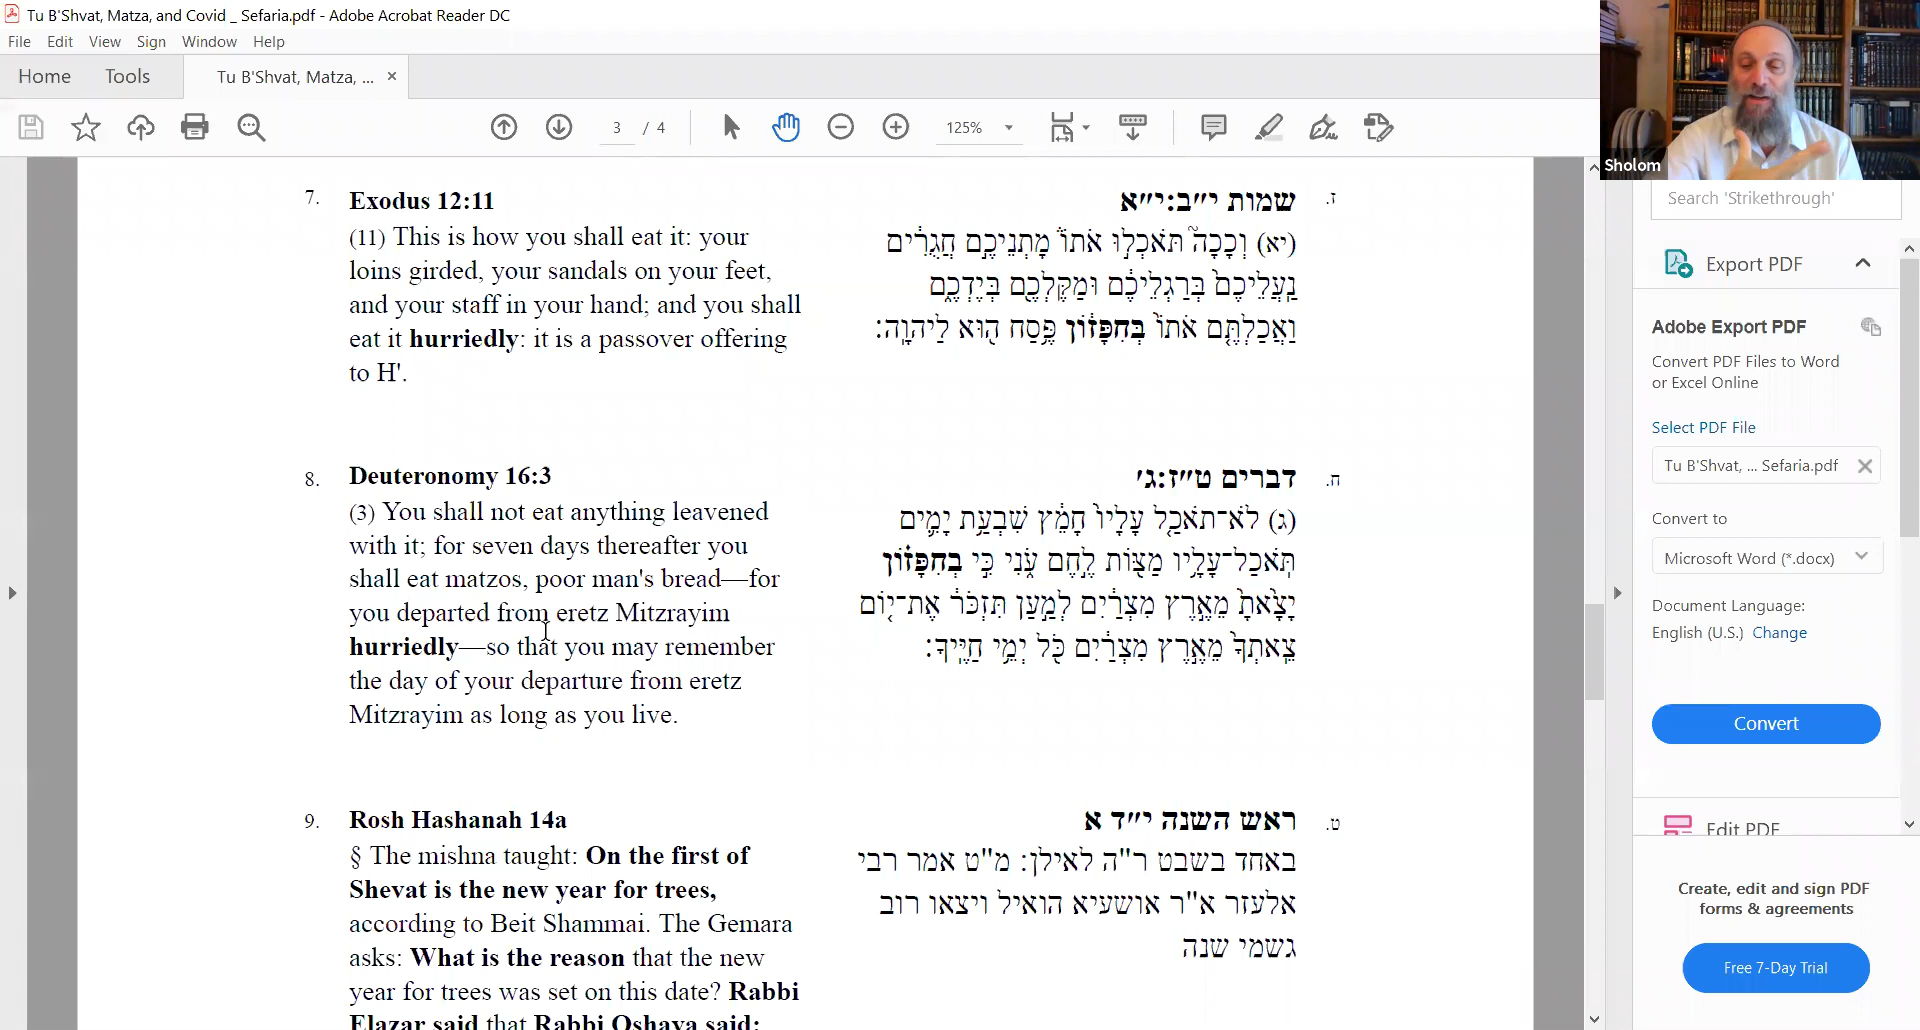 Tu B'Shvat, Matza, and Covid _ Sefaria.pdf - Adobe Acrobat Reader DC
File Edit View Sign Window Help
Home Tools Tu B'Shvat, Matza, ... ×
3 / 4 125%
Sholom
7. Exodus 12:11
(11) This is how you shall eat it: your
loins girded, your sandals on your feet,
and your staff in your hand; and you shall
eat it hurriedly: it is a passover offering
to H'.
ז. שמות י״ב:י״א
(יא) וְכָכָה֮ תֹּאכְל֣וּ אֹתוֹ֒ מָתְנֵיכֶ֣ם חֲגֻרִ֔ים
נַֽעֲלֵיכֶם֙ בְּרַגְלֵיכֶ֔ם וּמַקֶּלְכֶ֖ם בְּיֶדְכֶ֑ם
וַאֲכַלְתֶּ֤ם אֹתוֹ֙ בְּחִפָּז֔וֹן פֶּ֥סַח ה֖וּא לַיהוָֽה׃
8. Deuteronomy 16:3
(3) You shall not eat anything leavened
with it; for seven days thereafter you
shall eat matzos, poor man's bread—for
you departed from eretz Mitzrayim
hurriedly—so that you may remember
the day of your departure from eretz
Mitzrayim as long as you live.
ח. דברים ט״ז:ג׳
(ג) לֹא־תֹאכַ֤ל עָלָיו֙ חָמֵ֔ץ שִׁבְעַ֥ת יָמִ֛ים
תֹּֽאכַל־עָלָ֥יו מַצּ֖וֹת לֶ֣חֶם עֹ֑נִי כִּ֣י בְחִפָּז֗וֹן
יָצָ֙אתָ֙ מֵאֶ֣רֶץ מִצְרַ֔יִם לְמַ֣עַן תִּזְכֹּר֔ אֶת־י֤וֹם
צֵֽאתְךָ֙ מֵאֶ֣רֶץ מִצְרַ֔יִם כֹּ֖ל יְמֵ֥י חַיֶּֽיךָ׃
9. Rosh Hashanah 14a
§ The mishna taught: On the first of
Shevat is the new year for trees,
according to Beit Shammai. The Gemara
asks: What is the reason that the new
year for trees was set on this date? Rabbi
Elazar said that Rabbi Oshaya said:
ט. ראש השנה י״ד א
באחד בשבט ר"ה לאילן: מ"ט אמר רבי
אלעזר א"ר אושעיא הואיל ויצאו רוב
גשמי שנה
Search 'Strikethrough'
Export PDF
Adobe Export PDF
Convert PDF Files to Word
or Excel Online
Select PDF File
Tu B'Shvat, ... Sefaria.pdf
Convert to
Microsoft Word (*.docx)
Document Language:
English (U.S.) Change
Convert
Edit PDF
Create, edit and sign PDF
forms & agreements
Free 7-Day Trial